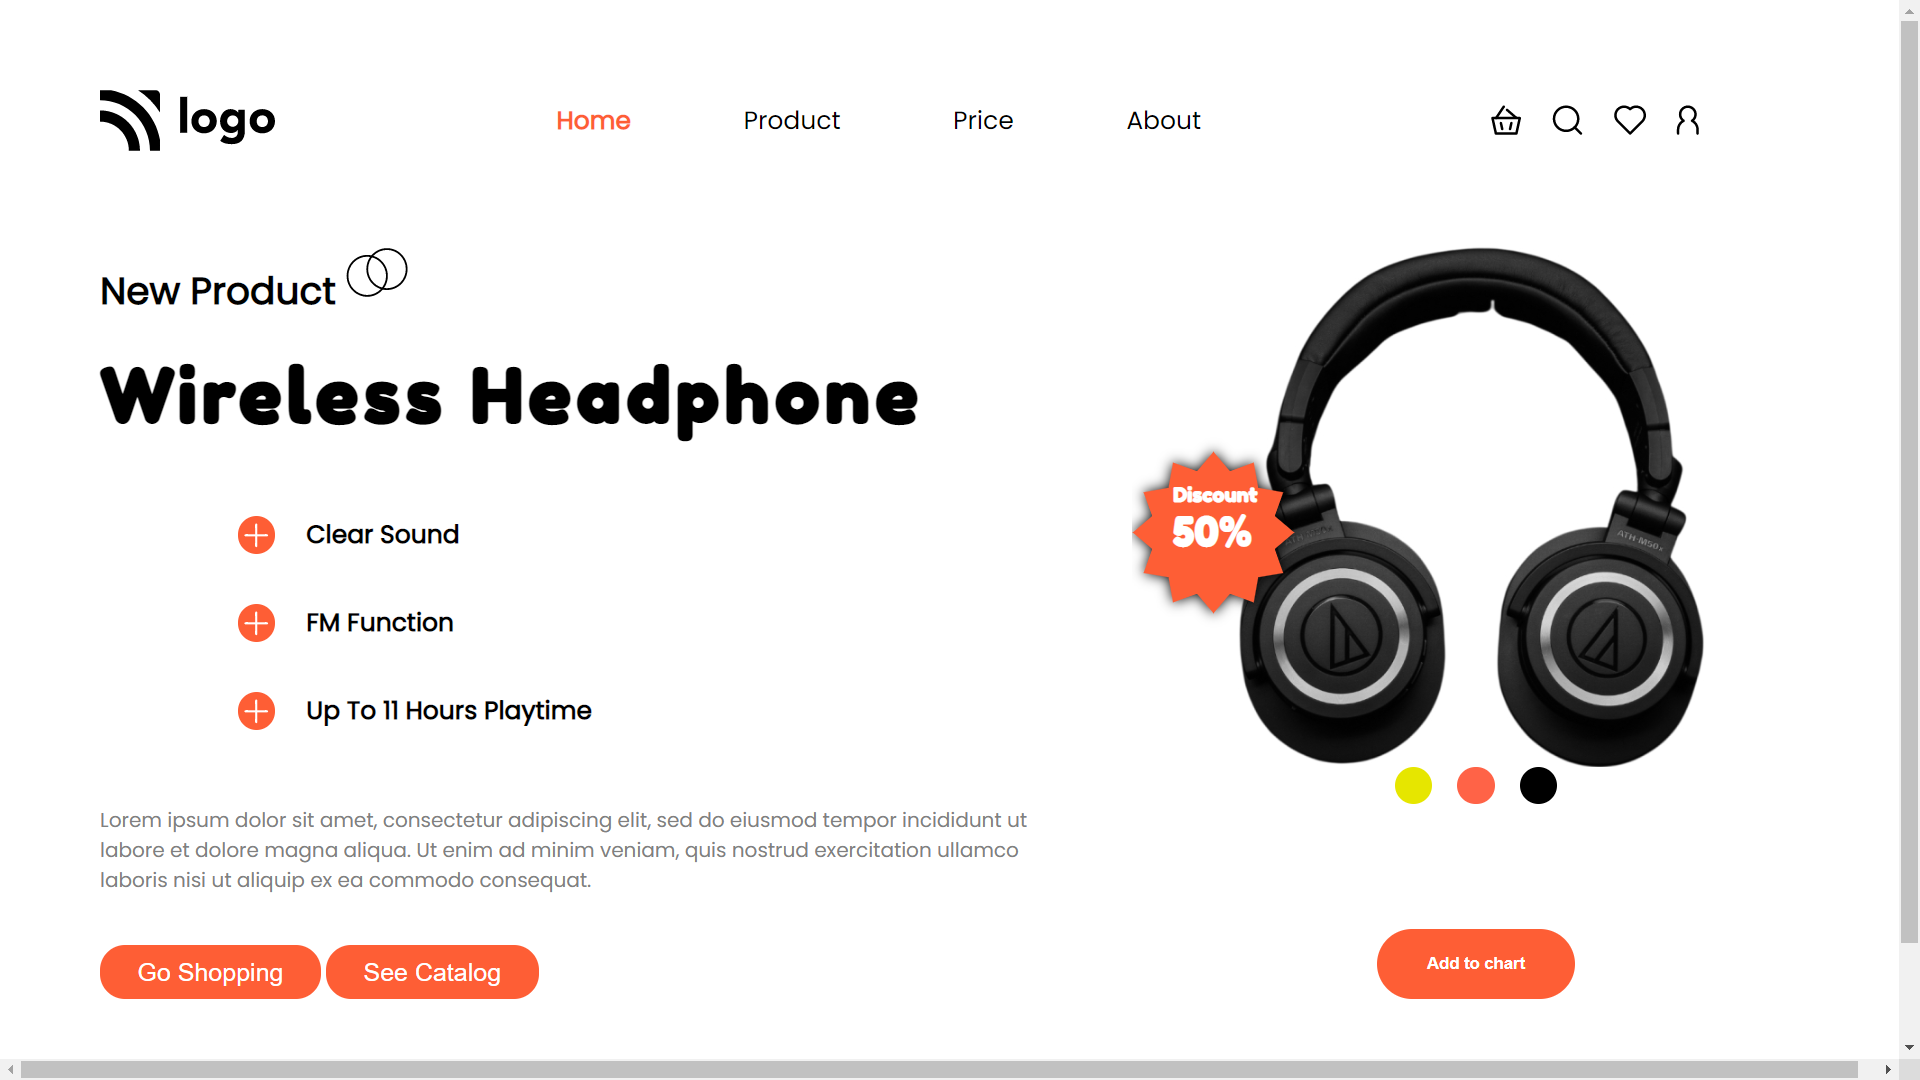 logo
Home
Product
Price
About
New Product
Wireless Headphone
Clear Sound
FM Function
Up To 11 Hours Playtime
Lorem ipsum dolor sit amet, consectetur adipiscing elit, sed do eiusmod tempor incididunt ut
labore et dolore magna aliqua. Ut enim ad minim veniam, quis nostrud exercitation ullamco
laboris nisi ut aliquip ex ea commodo consequat.
Go Shopping
See Catalog
Discount
50%
ATH-M50x
Add to chart